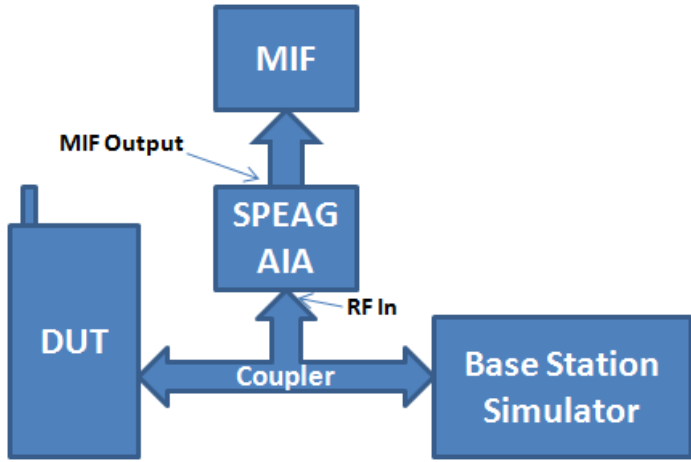 MIF
MIF Output
SPEAG
AIA
RF In
DUT
Coupler
Base Station
Simulator